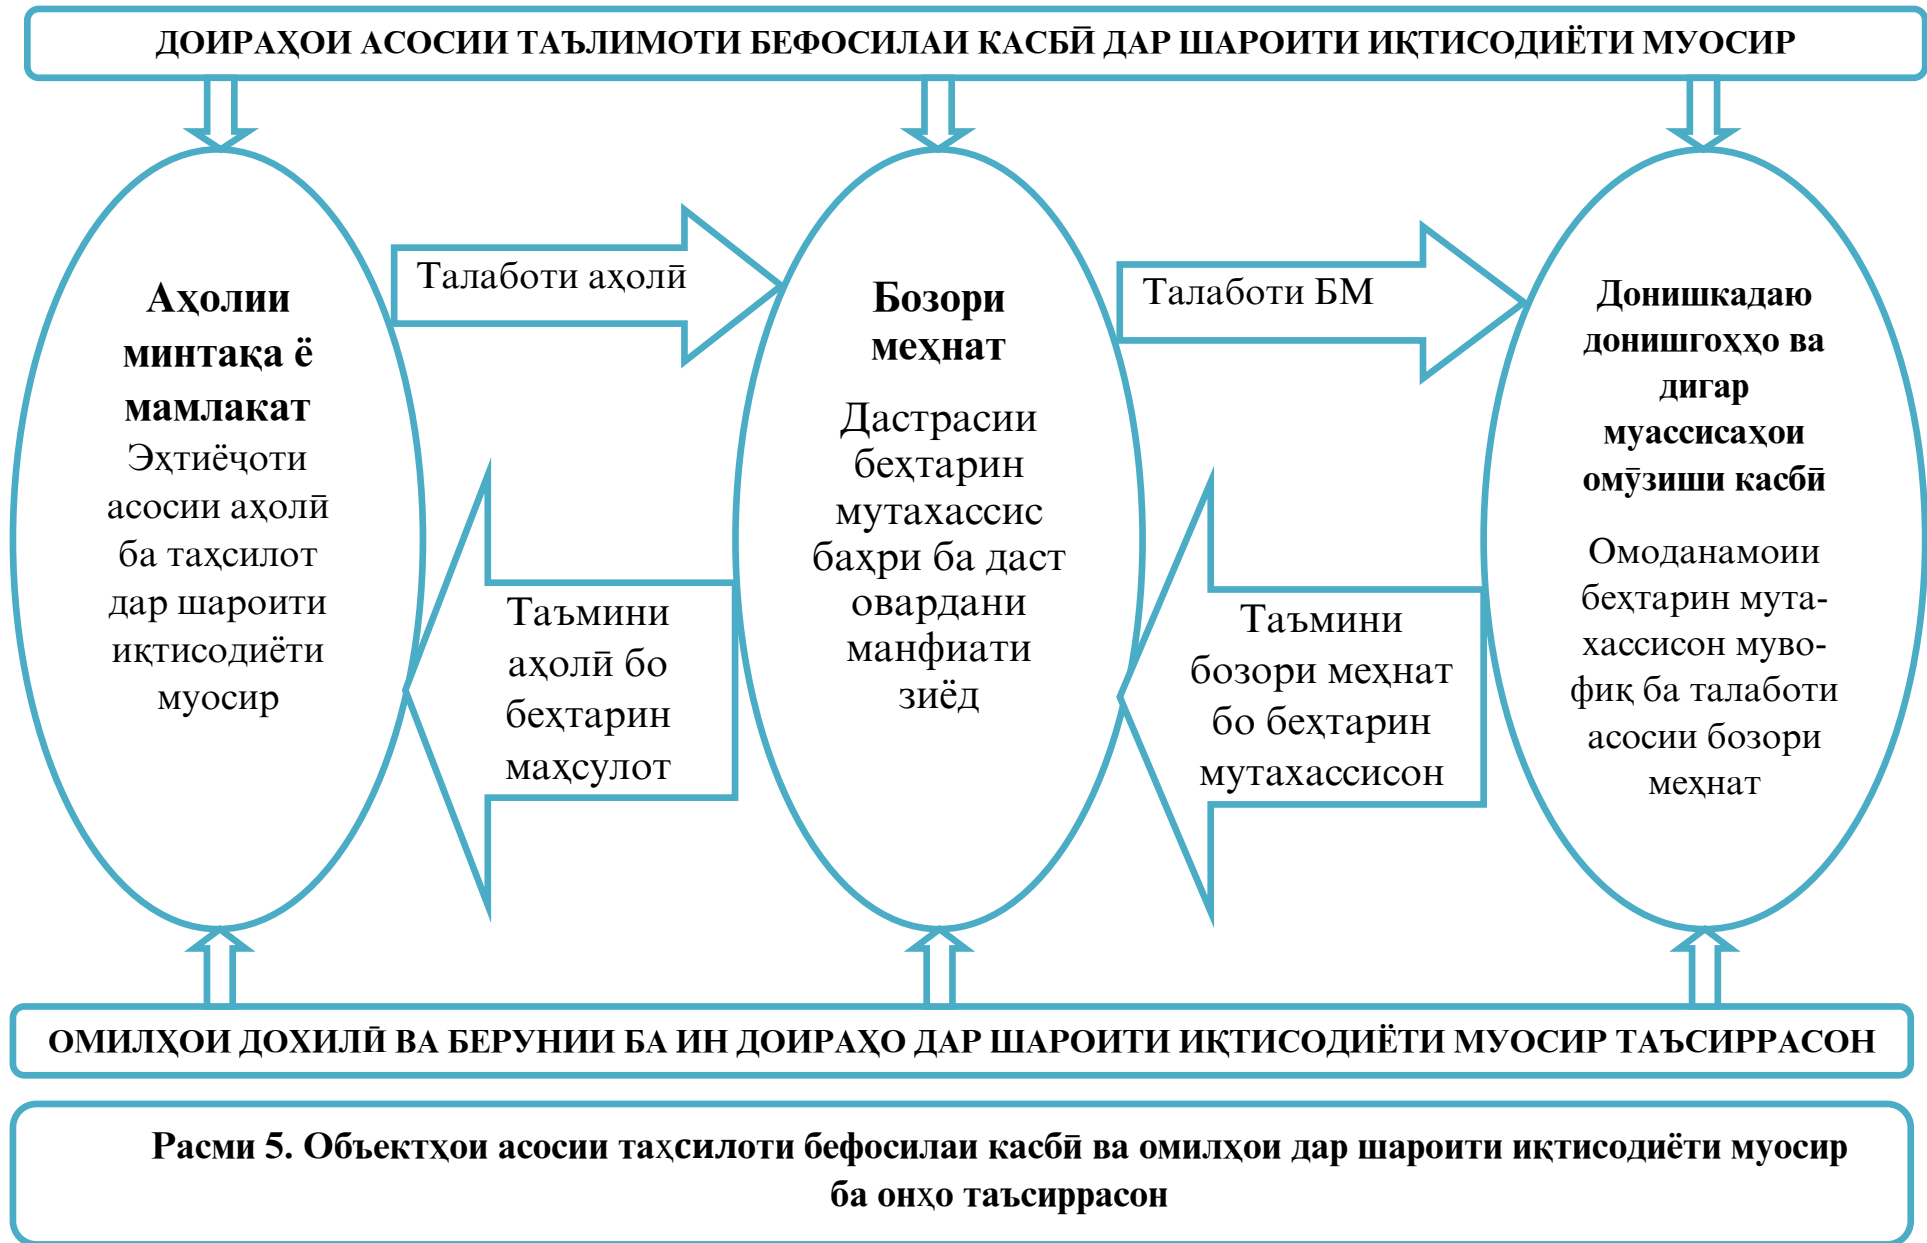 ДОИРАҲОИ АСОСИИ ТАЪЛИМОТИ БЕФОСИЛАИ КАСБӢ ДАР ШАРОИТИ ИҚТИСОДИЁТИ МУОСИР
Аҳолии
минтақа ё
мамлакат
Эҳтиёҷоти
асосии аҳолӣ
ба таҳсилот
дар шароити
иқтисодиёти
муосир
Талаботи аҳолӣ
Таъмини
аҳолӣ бо
беҳтарин
маҳсулот
Бозори
меҳнат
Дастрасии
беҳтарин
мутахассис
баҳри ба даст
овардани
манфиати
зиёд
Талаботи БМ
Таъмини
бозори меҳнат
бо беҳтарин
мутахассисон
Донишкадаю
донишгоҳҳо ва
дигар
муассисаҳои
омӯзиши касбӣ
Омоданамоии
беҳтарин мута-
хассисон муво-
фиқ ба талаботи
асосии бозори
меҳнат
ОМИЛҲОИ ДОХИЛӢ ВА БЕРУНИИ БА ИН ДОИРАҲО ДАР ШАРОИТИ ИҚТИСОДИЁТИ МУОСИР ТАЪСИРРАСОН
Расми 5. Объектҳои асосии таҳсилоти бефосилаи касбӣ ва омилҳои дар шароити иқтисодиёти муосир
ба онҳо таъсиррасон